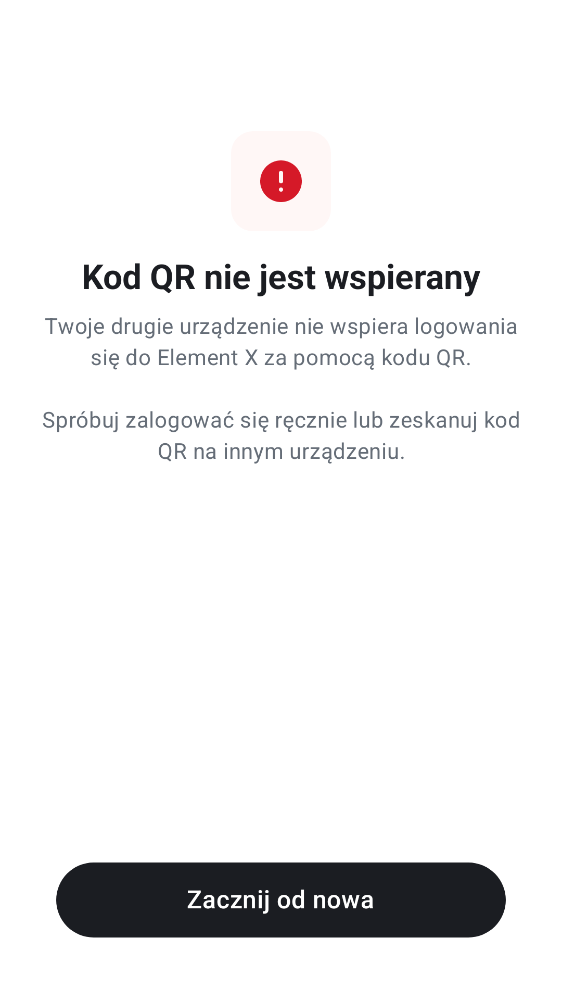 Kod QR nie jest wspierany
Twoje drugie urządzenie nie wspiera logowania
się do Element X za pomocą kodu QR.
Spróbuj zalogować się ręcznie lub zeskanuj kod
QR na innym urządzeniu.
Zacznij od nowa